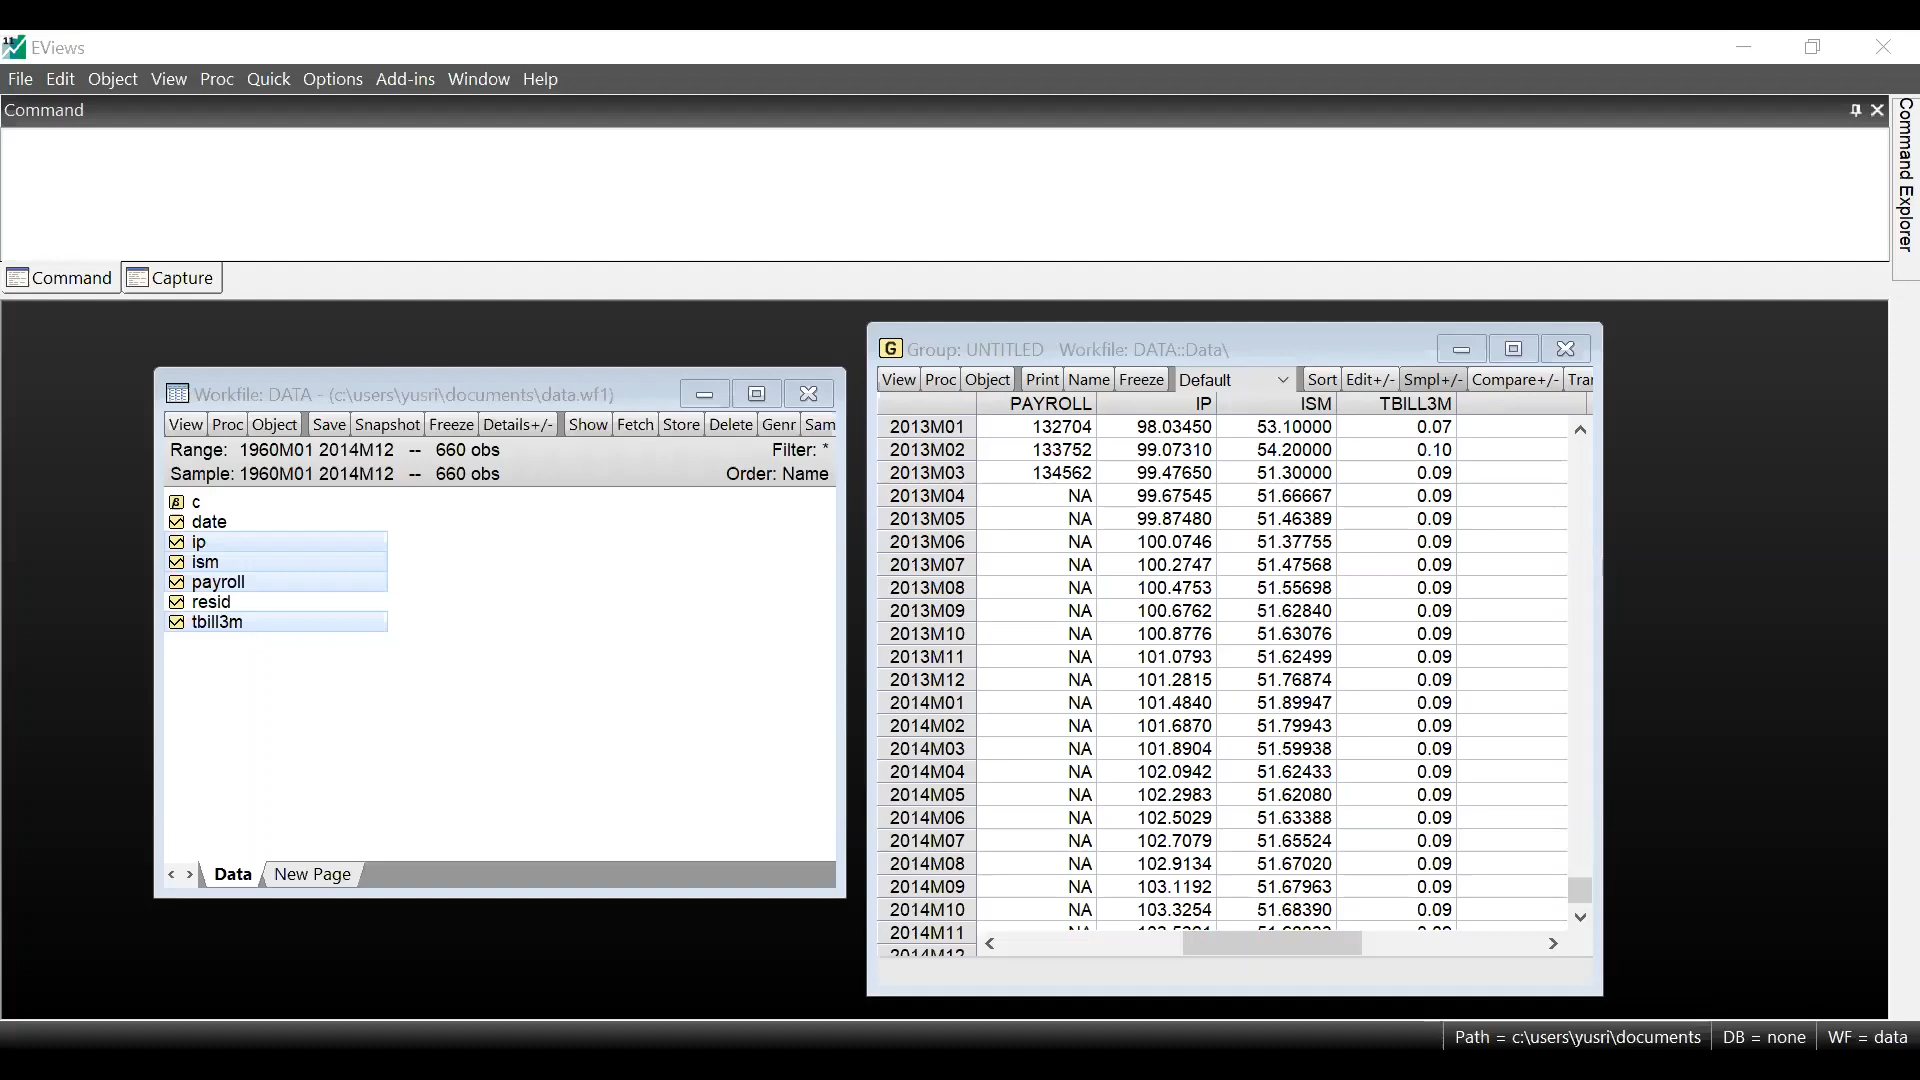 EViews
File Edit Object View Proc Quick Options Add-ins Window Help
Command
Command Explorer
Command Capture
Workfile: DATA - (c:\users\yusri\documents\data.wf1)
View Proc Object Save Snapshot Freeze Details+/- Show Fetch Store Delete Genr Sam
Range: 1960M01 2014M12 -- 660 obs Filter: *
Sample: 1960M01 2014M12 -- 660 obs Order: Name
c
date
ip
ism
payroll
resid
tbill3m
< > Data New Page
Group: UNTITLED Workfile: DATA::Data\
View Proc Object Print Name Freeze Default Sort Edit+/- Smpl+/- Compare+/- Tran
PAYROLL IP ISM TBILL3M
2013M01 132704 98.03450 53.10000 0.07
2013M02 133752 99.07310 54.20000 0.10
2013M03 134562 99.47650 51.30000 0.09
2013M04 NA 99.67545 51.66667 0.09
2013M05 NA 99.87480 51.46389 0.09
2013M06 NA 100.0746 51.37755 0.09
2013M07 NA 100.2747 51.47568 0.09
2013M08 NA 100.4753 51.55698 0.09
2013M09 NA 100.6762 51.62840 0.09
2013M10 NA 100.8776 51.63076 0.09
2013M11 NA 101.0793 51.62499 0.09
2013M12 NA 101.2815 51.76874 0.09
2014M01 NA 101.4840 51.89947 0.09
2014M02 NA 101.6870 51.79943 0.09
2014M03 NA 101.8904 51.59938 0.09
2014M04 NA 102.0942 51.62433 0.09
2014M05 NA 102.2983 51.62080 0.09
2014M06 NA 102.5029 51.63388 0.09
2014M07 NA 102.7079 51.65524 0.09
2014M08 NA 102.9134 51.67020 0.09
2014M09 NA 103.1192 51.67963 0.09
2014M10 NA 103.3254 51.68390 0.09
2014M11
2014M12
Path = c:\users\yusri\documents DB = none WF = data